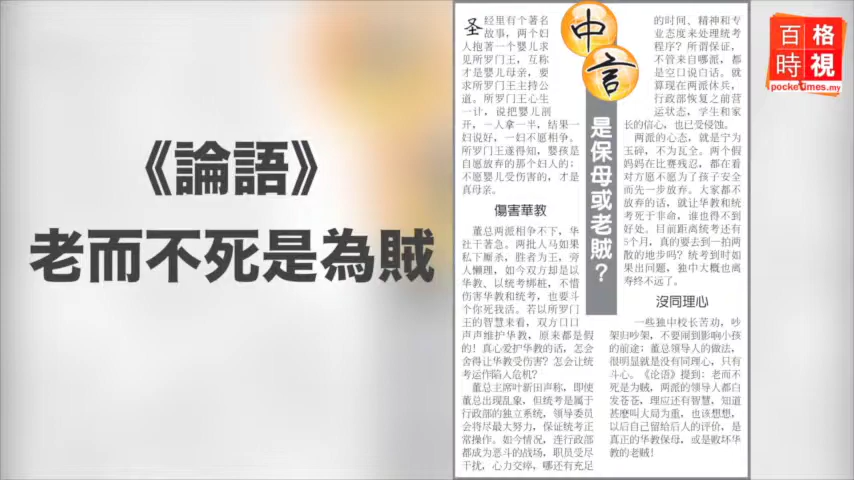 《論語》
老而不死是為賊
中言
是保母或老賊？
圣经里有个著名
故事，两个妇
人抱著一个婴儿求
见所罗门王，互称
才是婴儿母亲，要
求所罗门王主持公
道。所罗门王心生
一计，说把婴儿剖
开，一人拿一半，结果一
妇说好，一妇不愿相争。
所罗门王遂得知，婴孩是
自愿放弃的那个妇人的；
不愿婴儿受伤害的，才是
真母亲。
傷害華教
董总两派相争不下，华
社干著急。两批人马如果
私下厮杀，胜者为王，旁
人懒理，如今双方却是以
华教、以统考绑桩，不惜
伤害华教和统考，也要斗
个你死我活。若以所罗门
王的智慧来看，双方口口
声声维护华教，原来都是假
的！真心爱护华教的话，怎会
舍得让华教受伤害？怎会让统
考运作陷入危机？
董总主席叶新田声称，即使
董总出现乱象，但统考是属于
行政部的独立系统，领导委员
会将尽最大努力，保证统考正
常操作。如今情况，连行政部
都成为恶斗的战场，职员受尽
干扰，心力交瘁，哪还有充足
的时间、精神和专
业态度来处理统考
程序？所谓保证，
不管来自哪派，都
是空口说白话。就
算现在两派休兵，
行政部恢复之前营
运状态，学生和家
长的信心，也已受侵蚀。
两派的心态，就是宁为
玉碎，不为瓦全。两个假
妈妈在比赛残忍，都在看
对方愿不愿为了孩子安全
而先一步放弃。大家都不
放弃的话，就让华教和统
考死于非命，谁也得不到
好处。目前距离统考还有
5个月，真的要去到一拍两
散的地步吗？统考到时如
果出问题，独中大概也离
寿终不远了。
沒同理心
一些独中校长苦劝，吵
架归吵架，不要闹到影响小孩
的前途；董总领导人的做法，
很明显就是没有同理心，只有
斗心。《论语》提到：老而不
死是为贼，两派的领导人都白
发苍苍，理应还有智慧，知道
甚麼叫大局为重，也该想想，
以后自己留给后人的评价，是
真正的华教保母，或是败坏华
教的老贼！
百格
時視
pocketimes.my